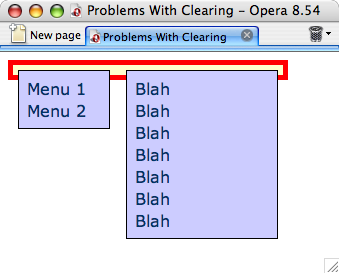 Problems With Clearing - Opera 8.54
New page
Problems With Clearing
Menu 1
Menu 2
Blah
Blah
Blah
Blah
Blah
Blah
Blah